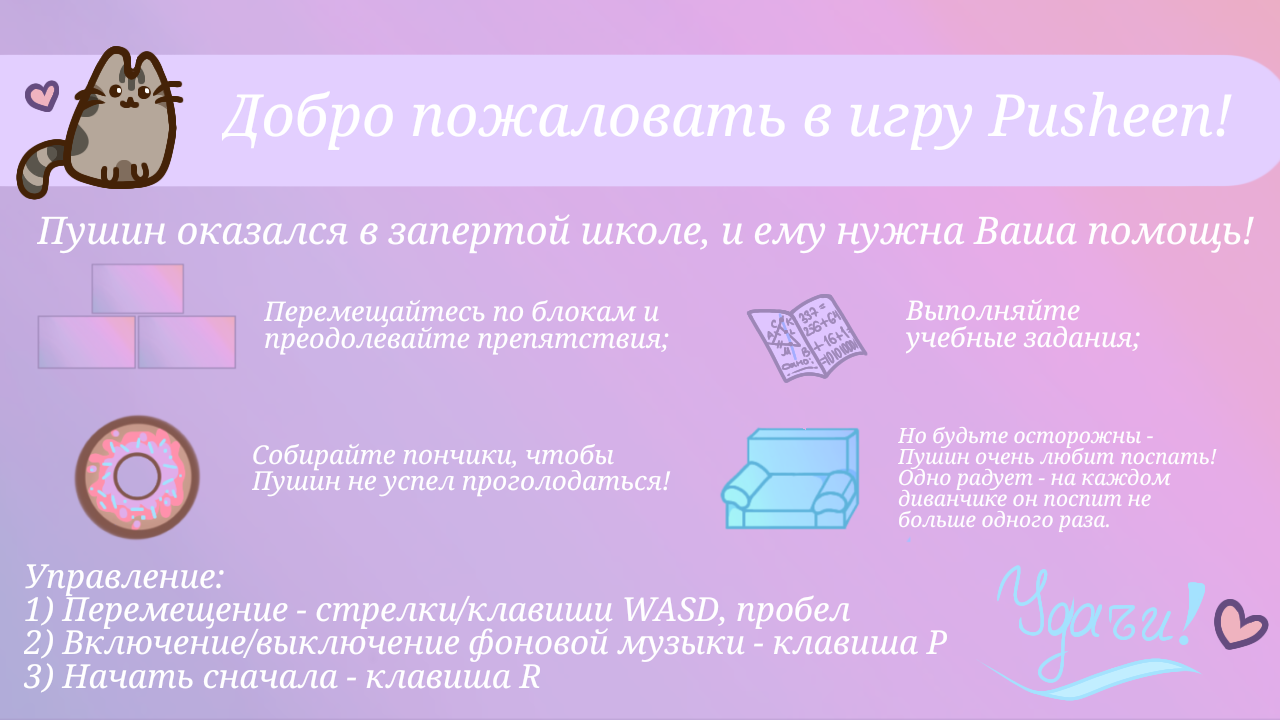 Добро пожаловать в игру Pusheen!
Пушин оказался в запертой школе, и ему нужна Ваша помощь!
Перемещайтесь по блокам и
преодолевайте препятствия;
Выполняйте
учебные задания;
Собирайте пончики, чтобы
Пушин не успел проголодаться!
Но будьте осторожны -
Пушин очень любит поспать!
Одно радует - на каждом
диванчике он поспит не
больше одного раза.
Управление:
1) Перемещение - стрелки/клавиши WASD, пробел
2) Включение/выключение фоновой музыки - клавиша P
3) Начать сначала - клавиша R
Удачи!